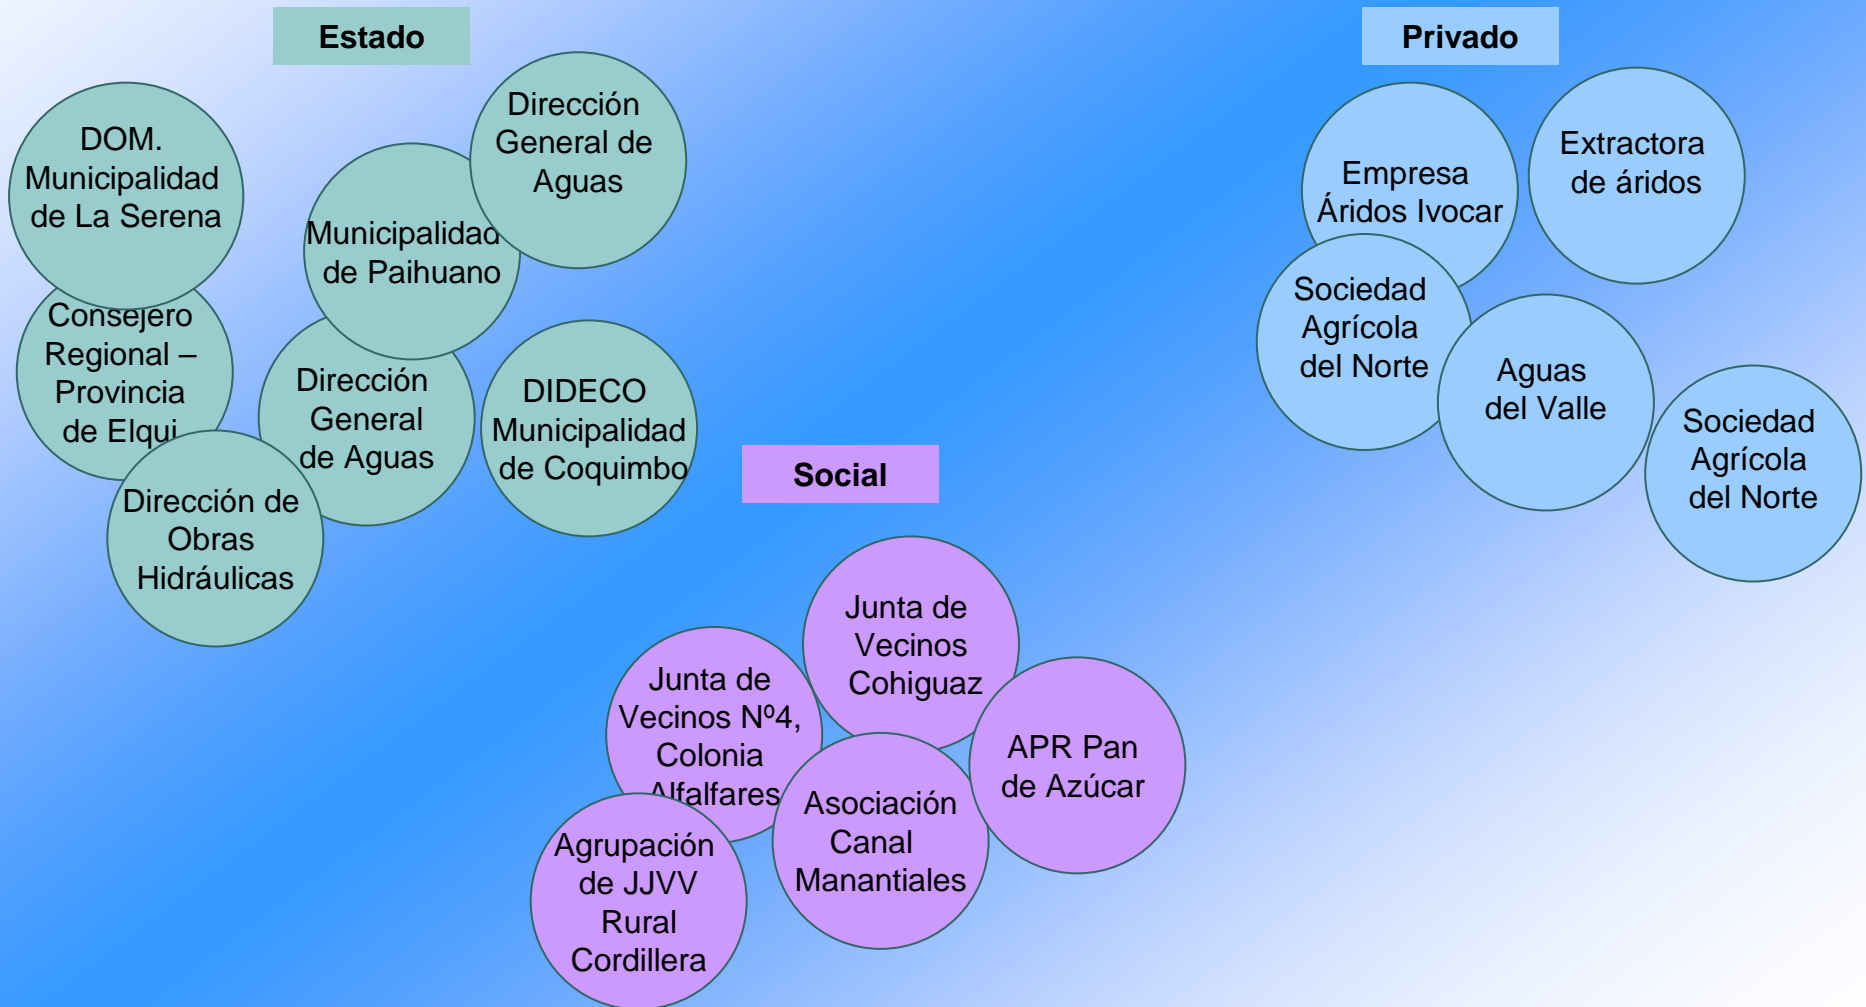 Estado
DOM.
Municipalidad
de La Serena
Municipalidad
de Paihuano
Dirección
General de
Aguas
Consejero
Regional –
Provincia
de Elqui
Dirección
General
de Aguas
DIDECO
Municipalidad
de Coquimbo
Dirección de
Obras
Hidráulicas
Privado
Empresa
Áridos Ivocar
Extractora
de áridos
Sociedad
Agrícola
del Norte
Aguas
del Valle
Sociedad
Agrícola
del Norte
Social
Junta de
Vecinos Nº4,
Colonia
Alfalfares
Junta de
Vecinos
Cohiguaz
APR Pan
de Azúcar
Agrupación
de JJVV
Rural
Cordillera
Asociación
Canal
Manantiales